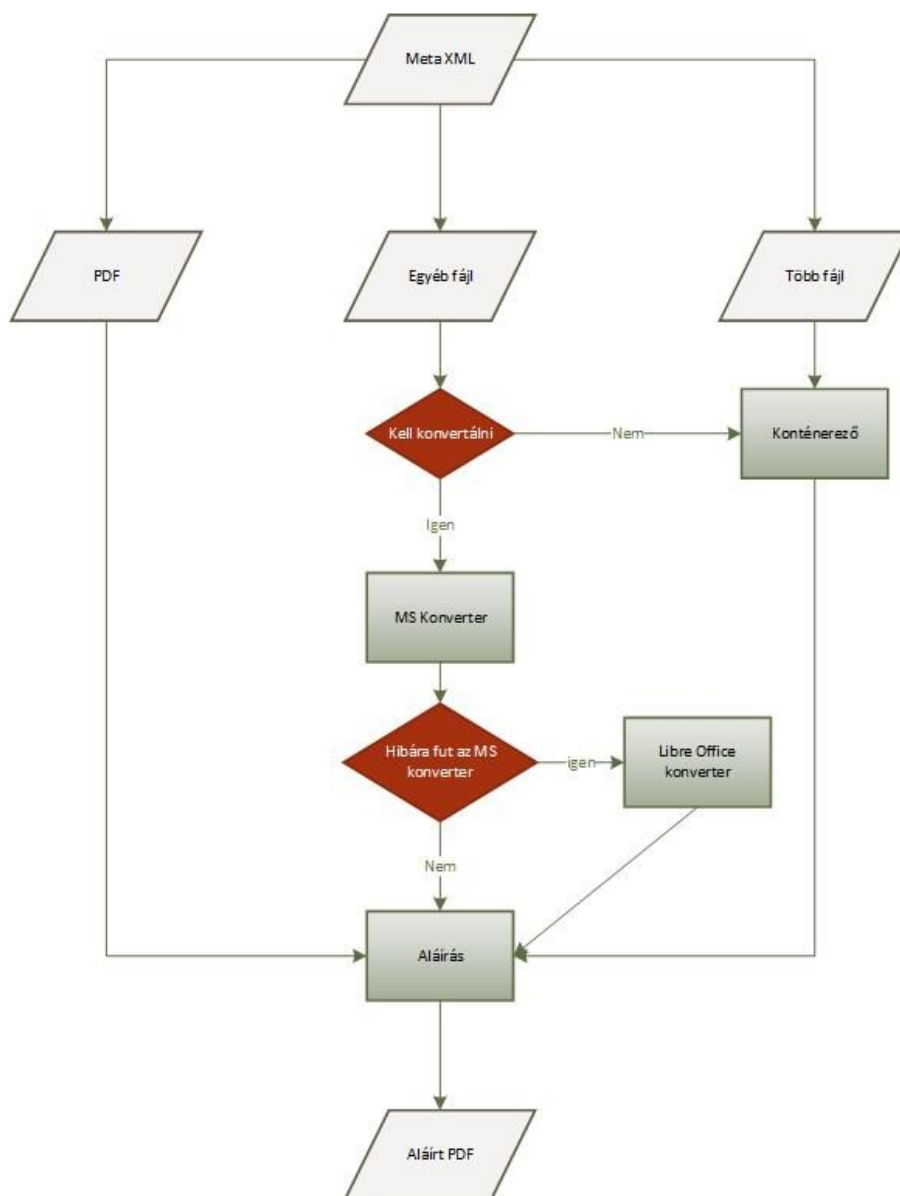 Meta XML
PDF
Egyéb fájl
Több fájl
Kell konvertálni
Nem
Konténerező
Igen
MS Konverter
Hibára fut az MS
konverter
igen
Libre Office
konverter
Nem
Aláírás
Aláírt PDF